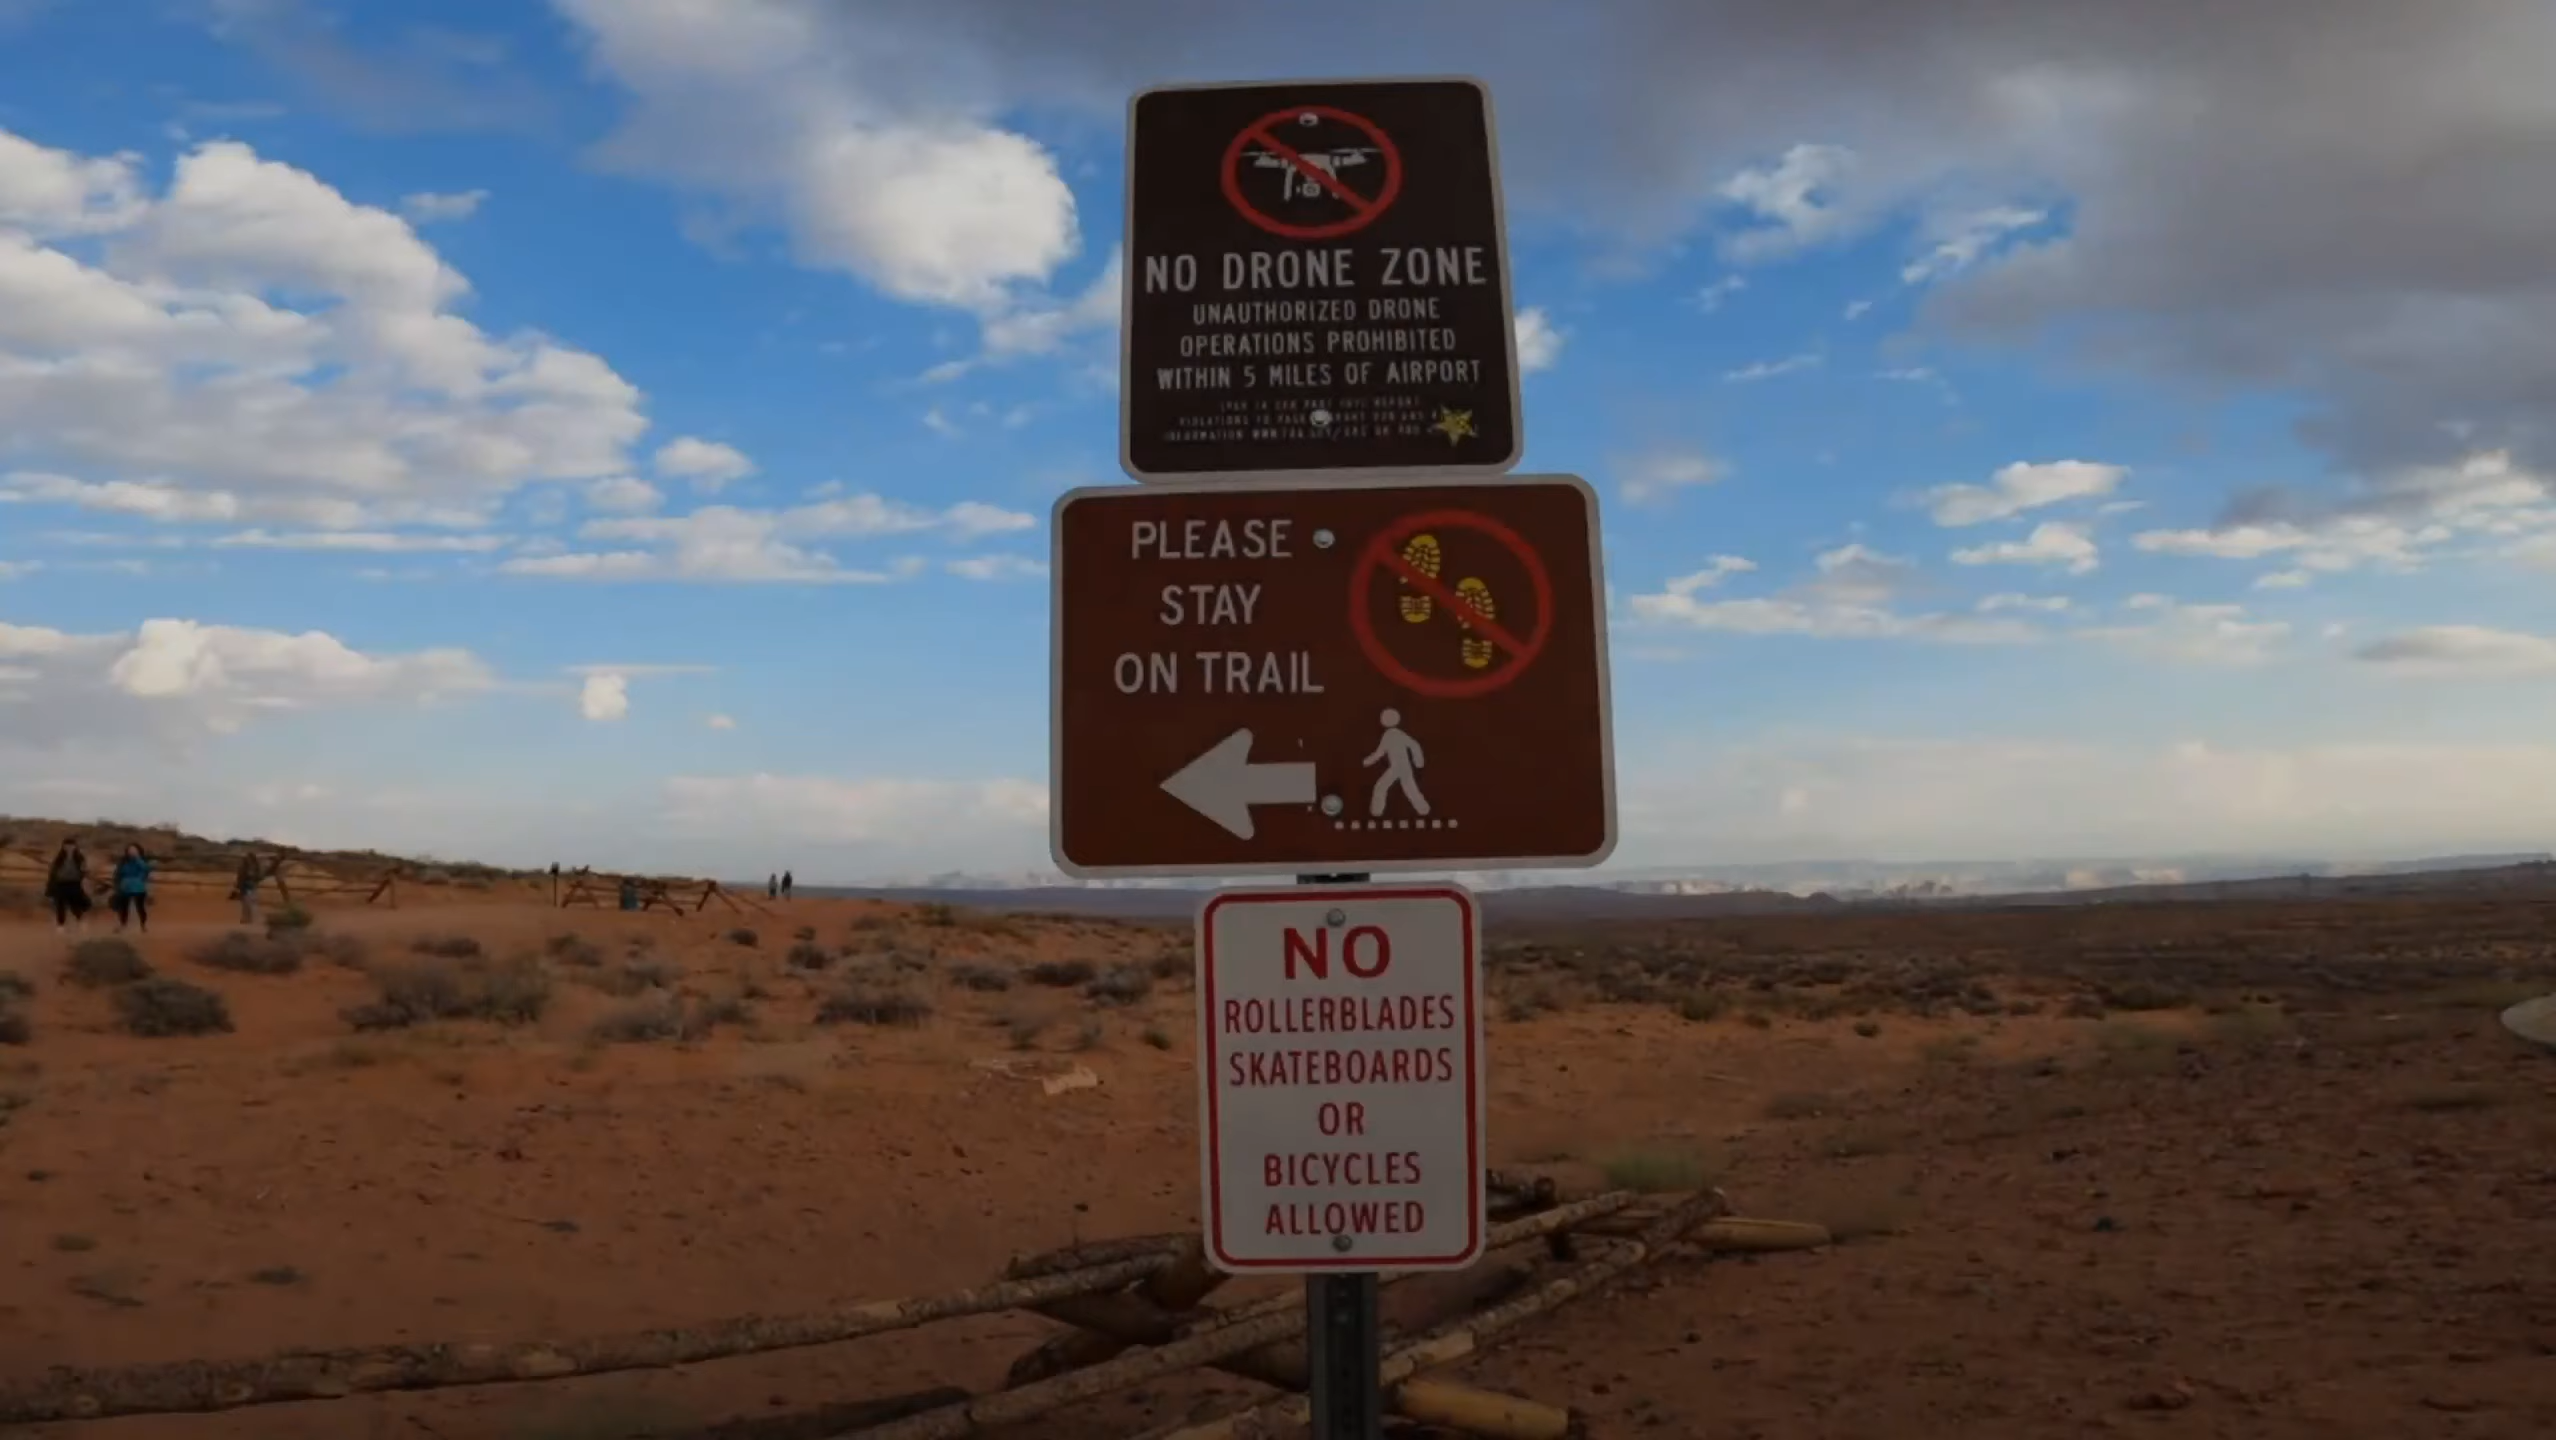 NO DRONE ZONE
UNAUTHORIZED DRONE
OPERATIONS PROHIBITED
WITHIN 5 MILES OF AIRPORT
PLEASE
STAY
ON TRAIL
NO
ROLLERBLADES
SKATEBOARDS
OR
BICYCLES
ALLOWED